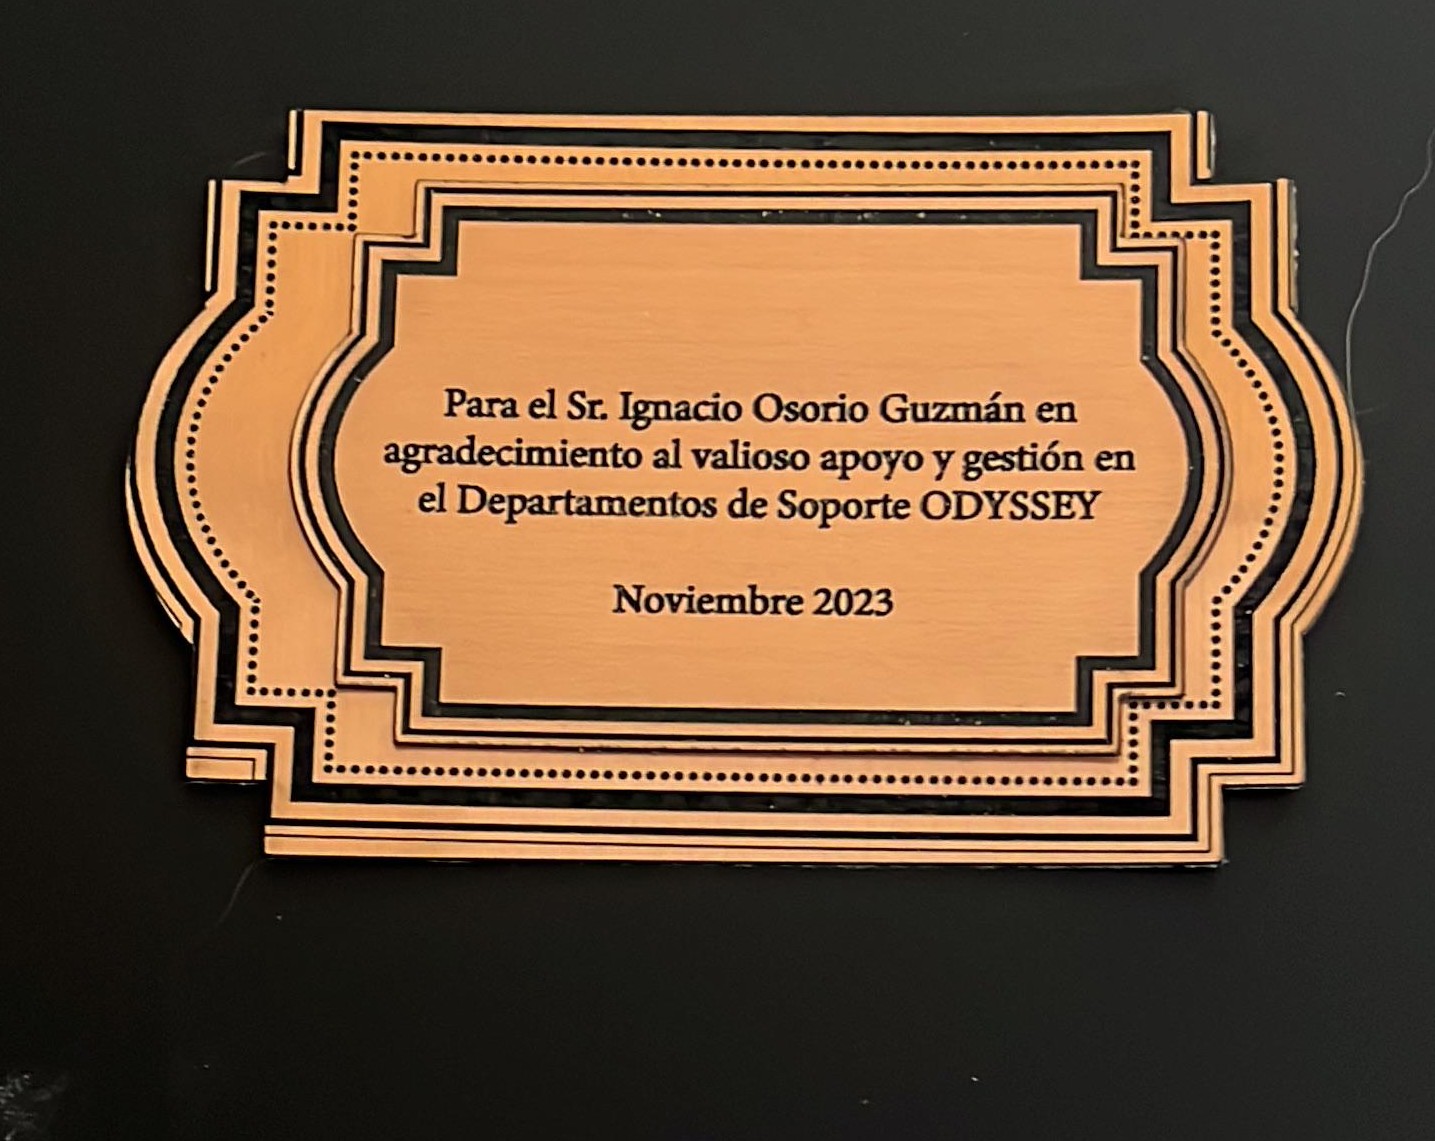 Para el Sr. Ignacio Osorio Guzmán en
agradecimiento al valioso apoyo y gestión en
el Departamentos de Soporte ODYSSEY
Noviembre 2023